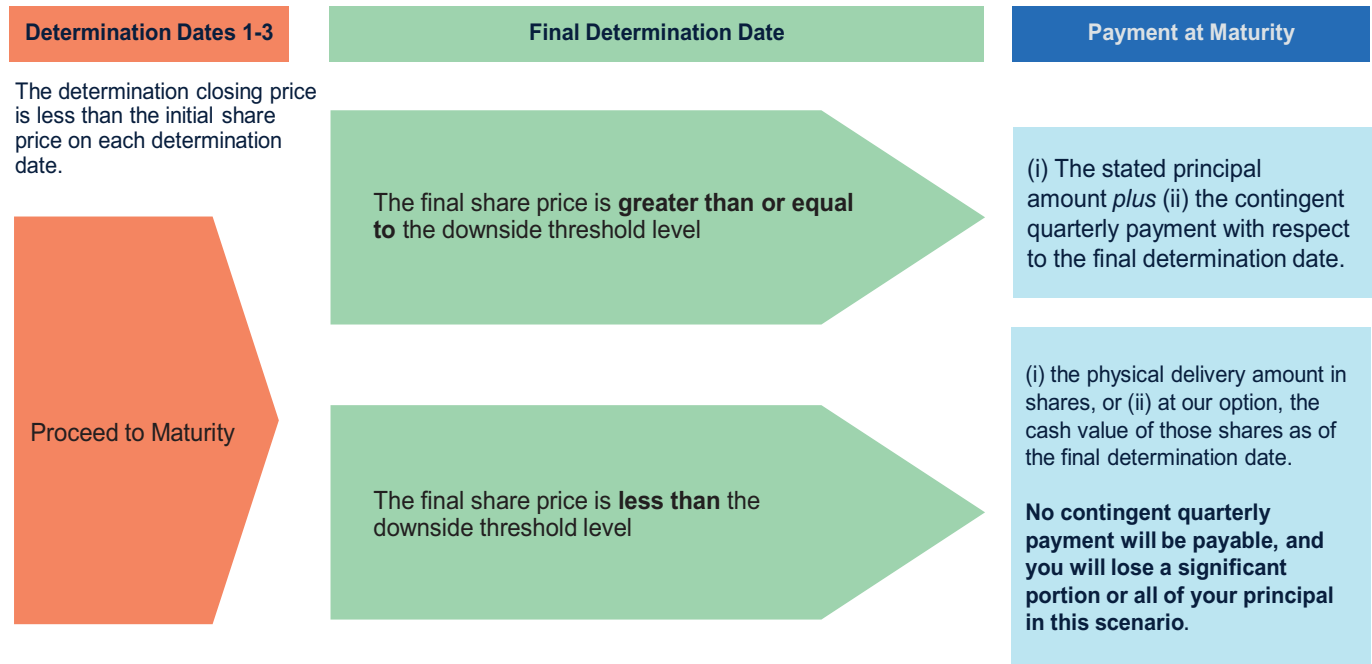 Determination Dates 1-3
Final Determination Date
Payment at Maturity
The determination closing price
is less than the initial share
price on each determination
date.
Proceed to Maturity
The final share price is greater than or equal
to the downside threshold level
(i) The stated principal
amount plus (ii) the contingent
quarterly payment with respect
to the final determination date.
The final share price is less than the
downside threshold level
(i) the physical delivery amount in
shares, or (ii) at our option, the
cash value of those shares as of
the final determination date.
No contingent quarterly
payment will be payable, and
you will lose a significant
portion or all of your principal
in this scenario.